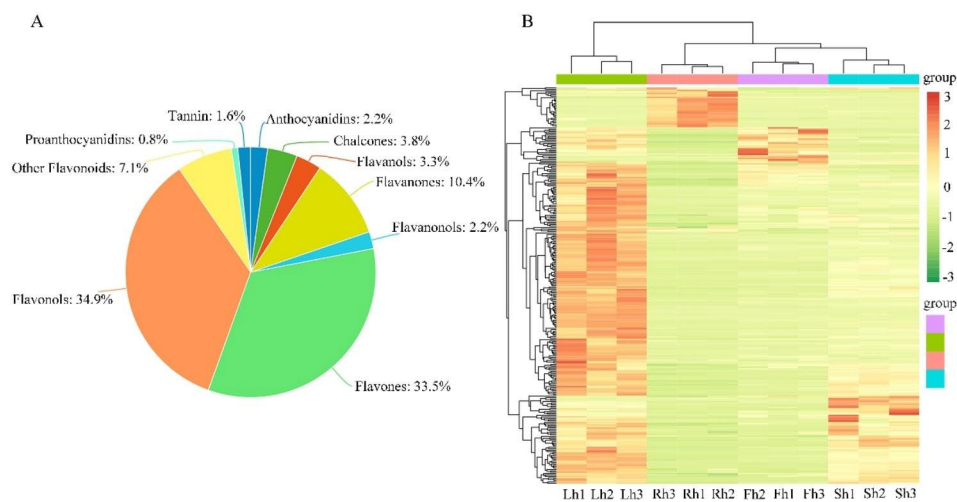 A
B
Tannin: 1.6%
Anthocyanidins: 2.2%
Proanthocyanidins: 0.8%
Chalcones: 3.8%
Other Flavonoids: 7.1%
Flavanols: 3.3%
Flavanones: 10.4%
Flavanonols: 2.2%
Flavonols: 34.9%
Flavones: 33.5%
group
3
2
1
0
-1
-2
-3
group
Lh1 Lh2 Lh3 Rh3 Rh1 Rh2 Fh2 Fh1 Fh3 Sh1 Sh2 Sh3